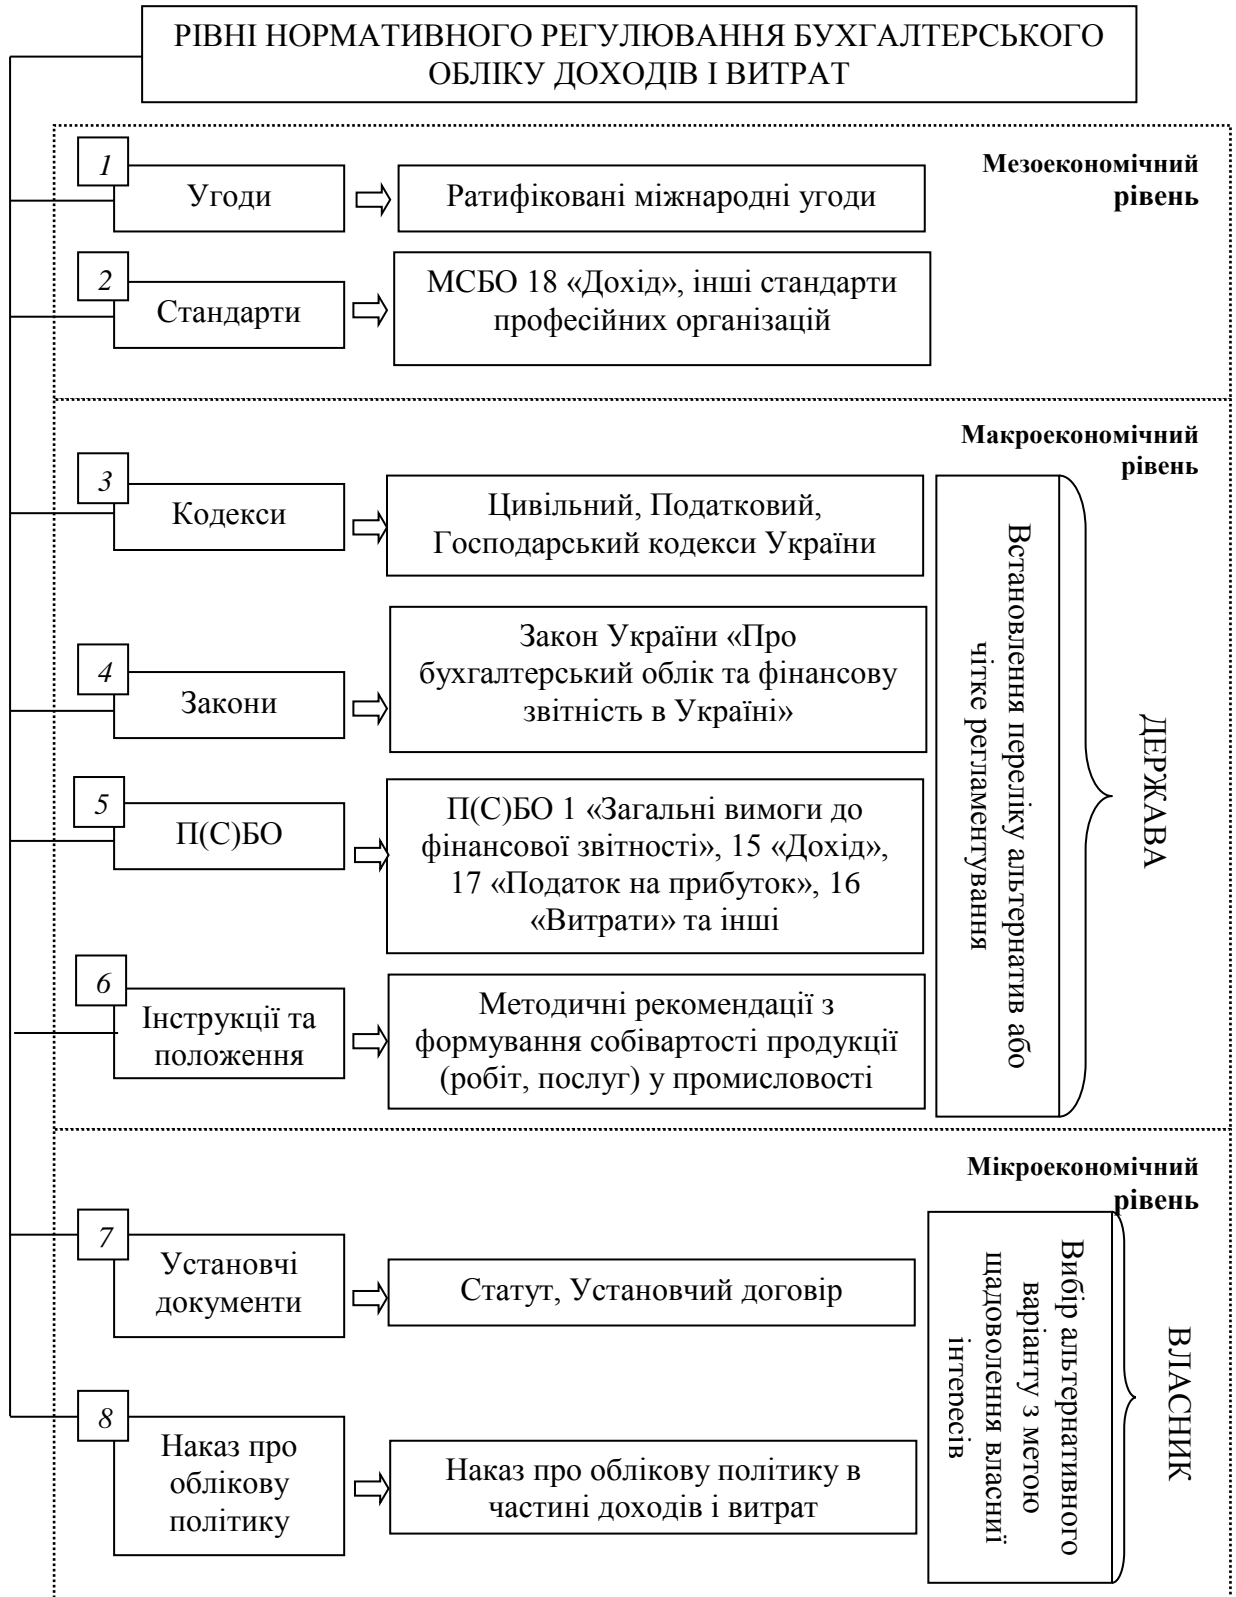 РІВНІ НОРМАТИВНОГО РЕГУЛЮВАННЯ БУХГАЛТЕРСЬКОГО
ОБЛІКУ ДОХОДІВ І ВИТРАТ
Мезоекономічний
рівень
1
Угоди
Ратифіковані міжнародні угоди
2
Стандарти
МСБО 18 «Дохід», інші стандарти
професійних організацій
Макроекономічний
рівень
3
Кодекси
Цивільний, Податковий,
Господарський кодекси України
4
Закони
Закон України «Про
бухгалтерський облік та фінансову
звітність в Україні»
5
П(С)БО
П(С)БО 1 «Загальні вимоги до
фінансової звітності», 15 «Дохід»,
17 «Податок на прибуток», 16
«Витрати» та інші
6
Інструкції та
положення
Методичні рекомендації з
формування собівартості продукції
(робіт, послуг) у промисловості
Встановлення переліку альтернатив або
чітке регламентування
ДЕРЖАВА
Мікроекономічний
рівень
7
Установчі
документи
Статут, Установчий договір
8
Наказ про
облікову
політику
Наказ про облікову політику в
частині доходів і витрат
Вибір альтернативного
варіанту з метою
щадоволення власниї
інтересів
ВЛАСНИК